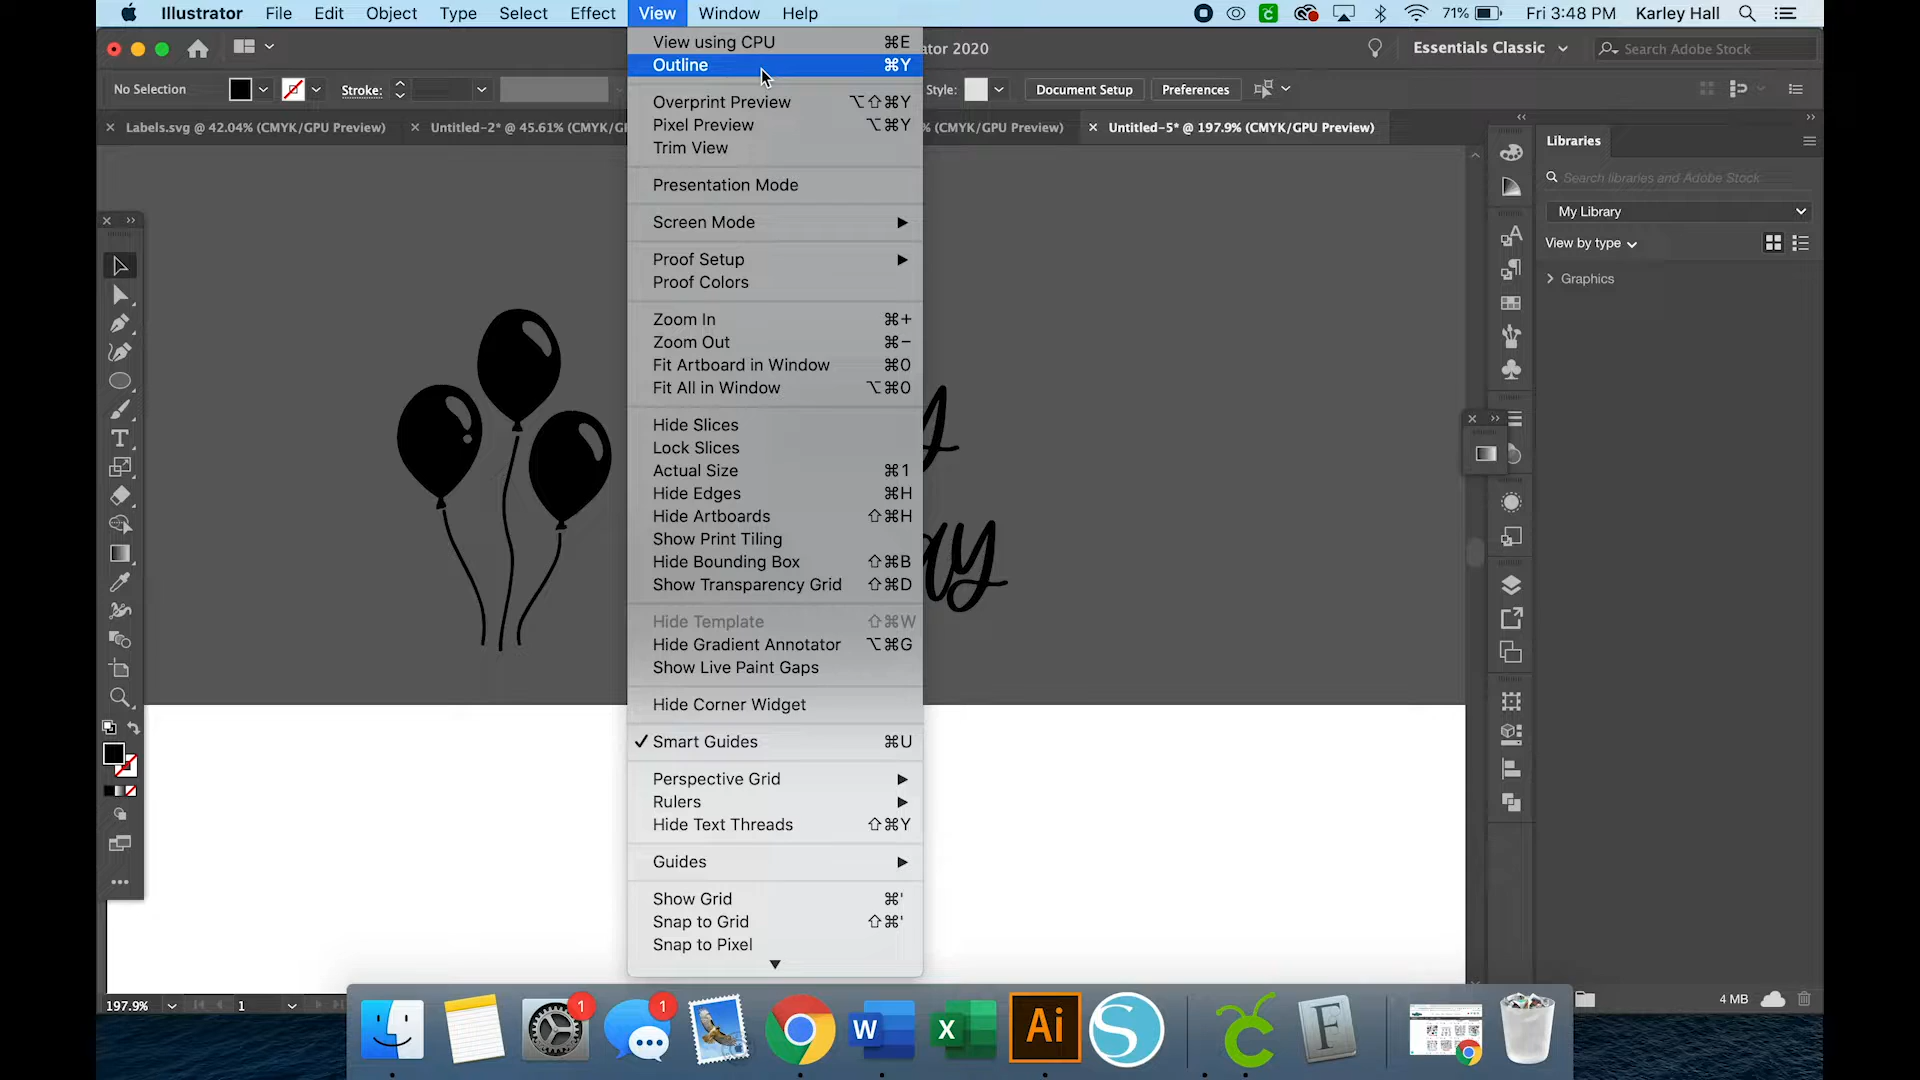 Illustrator File Edit Object Type Select Effect View Window Help 71% Fri 3:48 PM Karley Hall
View using CPU ⌘E
ator 2020
Essentials Classic
Search Adobe Stock
Outline ⌘Y
No Selection
Stroke:
Style:
Document Setup
Preferences
Overprint Preview ⌥⇧⌘Y
Labels.svg @ 42.04% (CMYK/GPU Preview)
Untitled-2* @ 45.61% (CMYK/GP
% (CMYK/GPU Preview)
Untitled-5* @ 197.9% (CMYK/GPU Preview)
Pixel Preview ⌥⌘Y
Trim View
Presentation Mode
Screen Mode
Proof Setup
Proof Colors
Zoom In ⌘+
Zoom Out ⌘−
Fit Artboard in Window ⌘0
Fit All in Window ⌥⌘0
Hide Slices
Lock Slices
Actual Size ⌘1
Hide Edges ⌘H
Hide Artboards ⇧⌘H
Show Print Tiling
Hide Bounding Box ⇧⌘B
Show Transparency Grid ⇧⌘D
Hide Template ⇧⌘W
Hide Gradient Annotator ⌥⌘G
Show Live Paint Gaps
Hide Corner Widget
✓ Smart Guides ⌘U
Perspective Grid
Rulers
Hide Text Threads ⇧⌘Y
Guides
Show Grid ⌘'
Snap to Grid ⇧⌘'
Snap to Pixel
Libraries
Search libraries and Adobe Stock
My Library
View by type
Graphics
y
ay
197.9%
1
4 MB
1
1
W
X
Ai
S
F